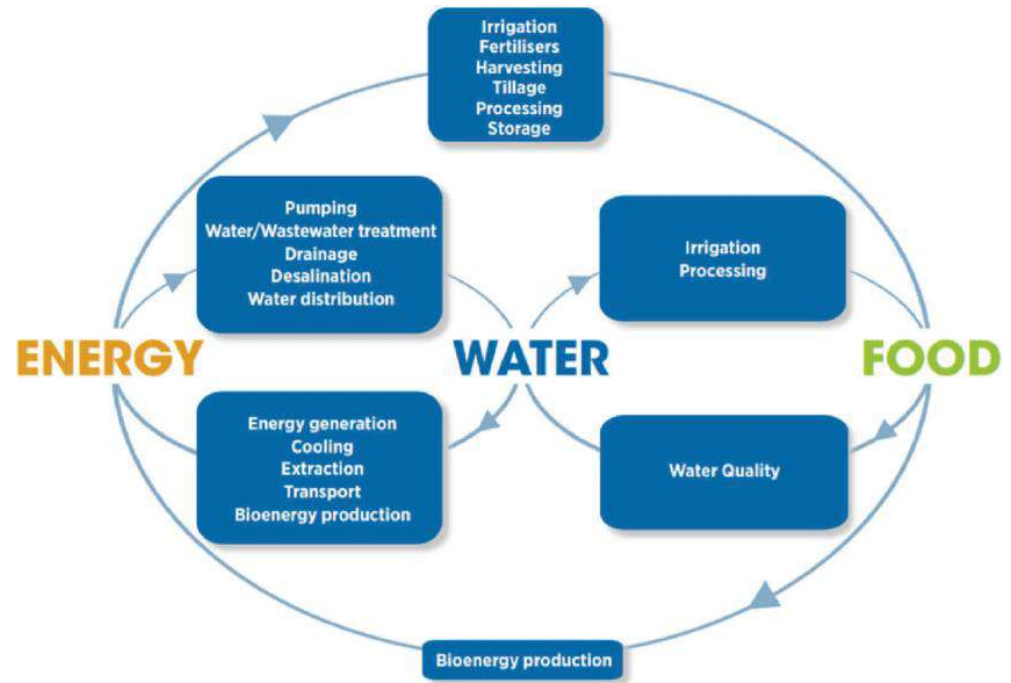 Irrigation
Fertilisers
Harvesting
Tillage
Processing
Storage
Pumping
Water/Wastewater treatment
Drainage
Desalination
Water distribution
Irrigation
Processing
ENERGY
WATER
FOOD
Energy generation
Cooling
Extraction
Transport
Bioenergy production
Water Quality
Bioenergy production